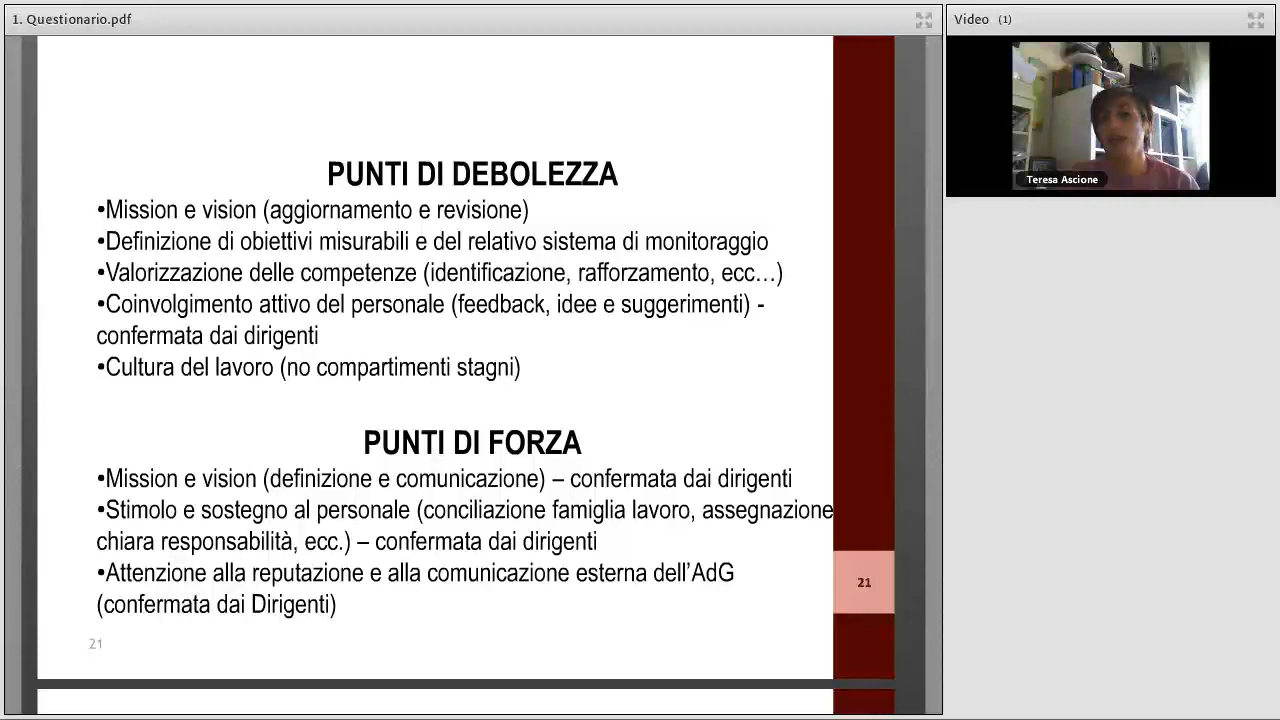 1. Questionario.pdf
Video (1)
Teresa Ascione
PUNTI DI DEBOLEZZA
•Mission e vision (aggiornamento e revisione)
•Definizione di obiettivi misurabili e del relativo sistema di monitoraggio
•Valorizzazione delle competenze (identificazione, rafforzamento, ecc…)
•Coinvolgimento attivo del personale (feedback, idee e suggerimenti) -
confermata dai dirigenti
•Cultura del lavoro (no compartimenti stagni)
PUNTI DI FORZA
•Mission e vision (definizione e comunicazione) – confermata dai dirigenti
•Stimolo e sostegno al personale (conciliazione famiglia lavoro, assegnazione
chiara responsabilità, ecc.) – confermata dai dirigenti
•Attenzione alla reputazione e alla comunicazione esterna dell’AdG
(confermata dai Dirigenti)
21
21